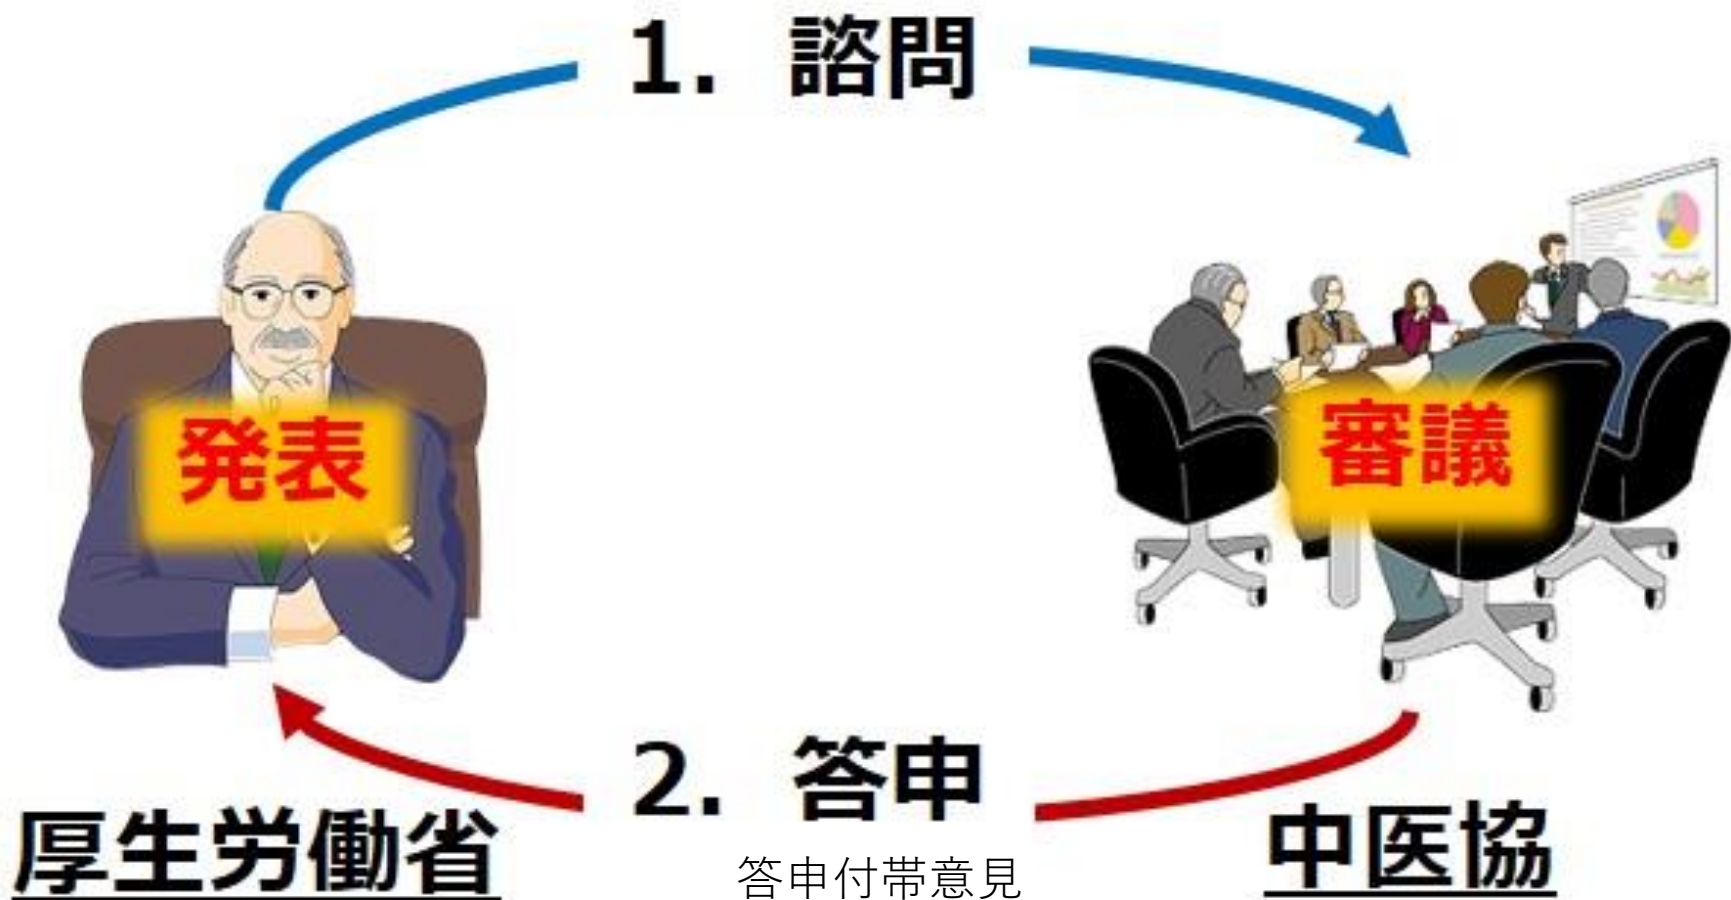 1. 諮問
発表
審議
2. 答申
厚生労働省
答申付帯意見
中医協